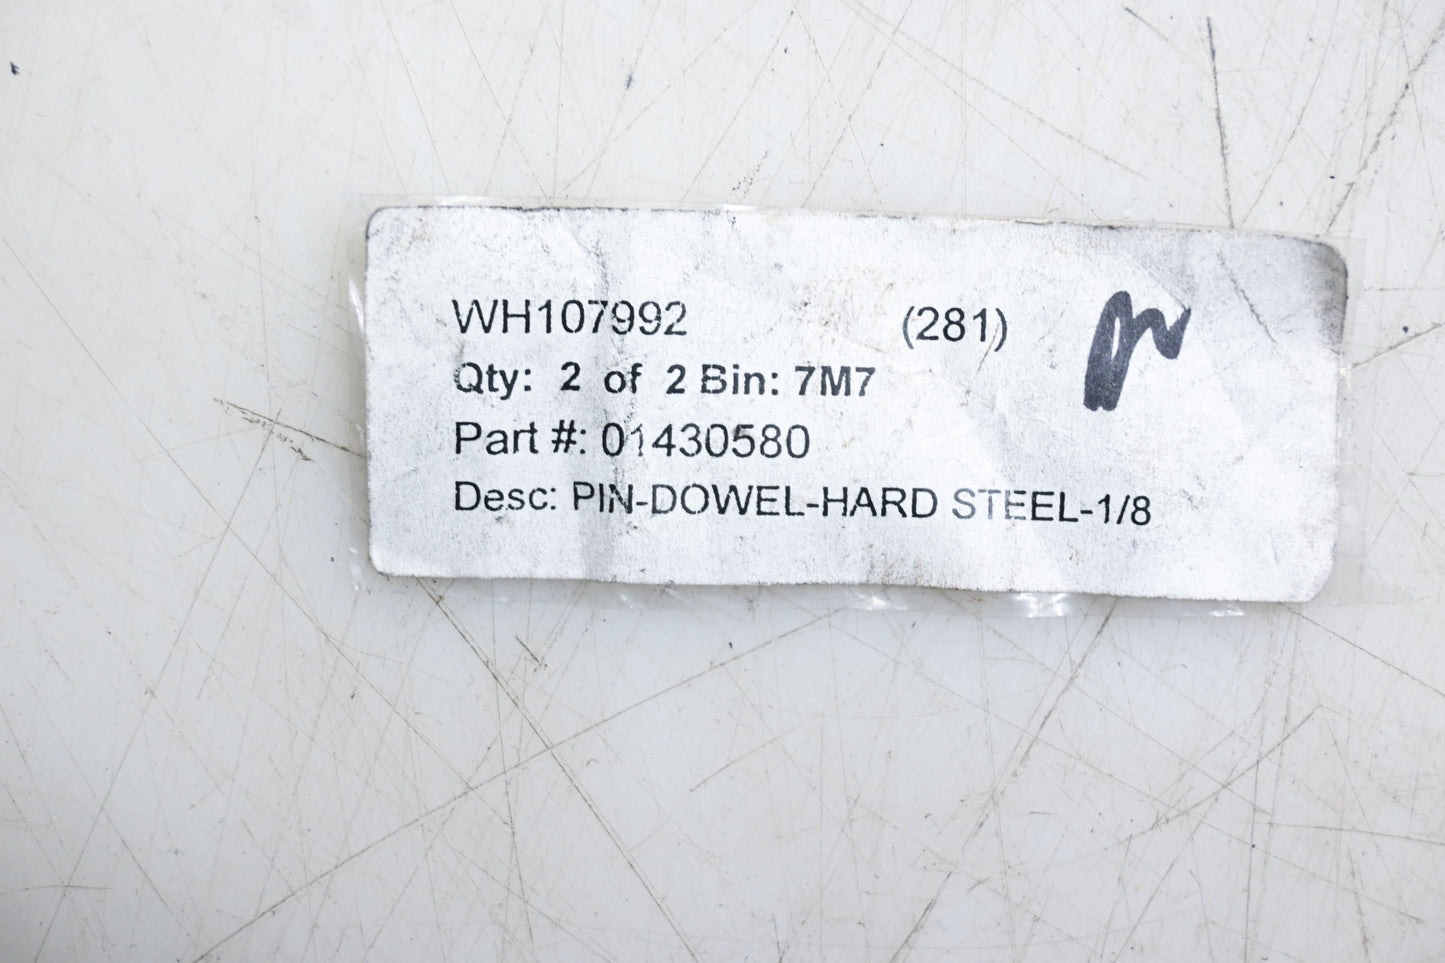 WH107992 (281)
Qty: 2 of 2 Bin: 7M7
Part #: 01430580
Desc: PIN-DOWEL-HARD STEEL-1/8